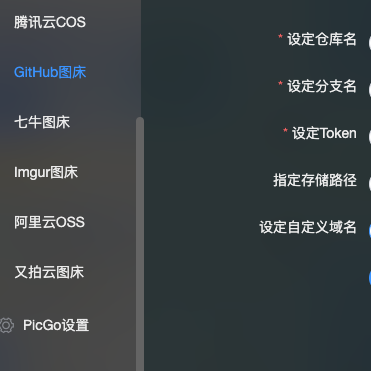 腾讯云COS
GitHub图床
七牛图床
Imgur图床
阿里云OSS
又拍云图床
PicGo设置
* 设定仓库名
* 设定分支名
* 设定Token
指定存储路径
设定自定义域名